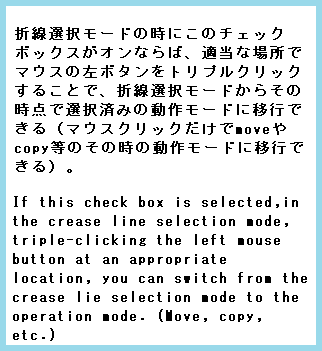 折線選択モードの時にこのチェック
ボックスがオンならば、適当な場所で
マウスの左ボタンをトリプルクリック
することで、折線選択モードからその
時点で選択済みの動作モードに移行で
きる（マウスクリックだけでmoveや
copy等のその時の動作モードに移行で
きる）。
If this check box is selected,in
the crease line selection mode,
triple-clicking the left mouse
button at an appropriate
location, you can switch from the
crease lie selection mode to the
operation mode. (Move, copy,
etc.)